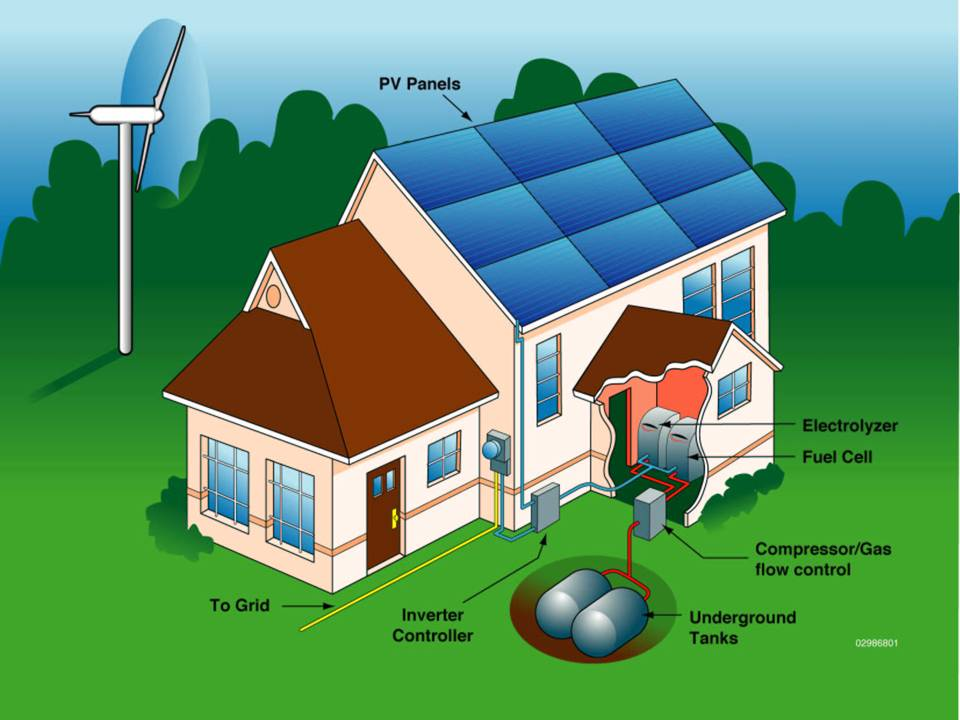 PV Panels
Electrolyzer
Fuel Cell
Compressor/Gas
flow control
To Grid
Inverter
Controller
Underground
Tanks
02986801